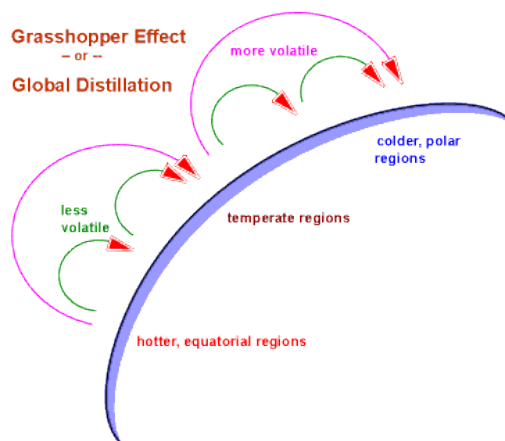 Grasshopper Effect
-- or --
Global Distillation
more volatile
colder, polar
regions
less
volatile
temperate regions
hotter, equatorial regions